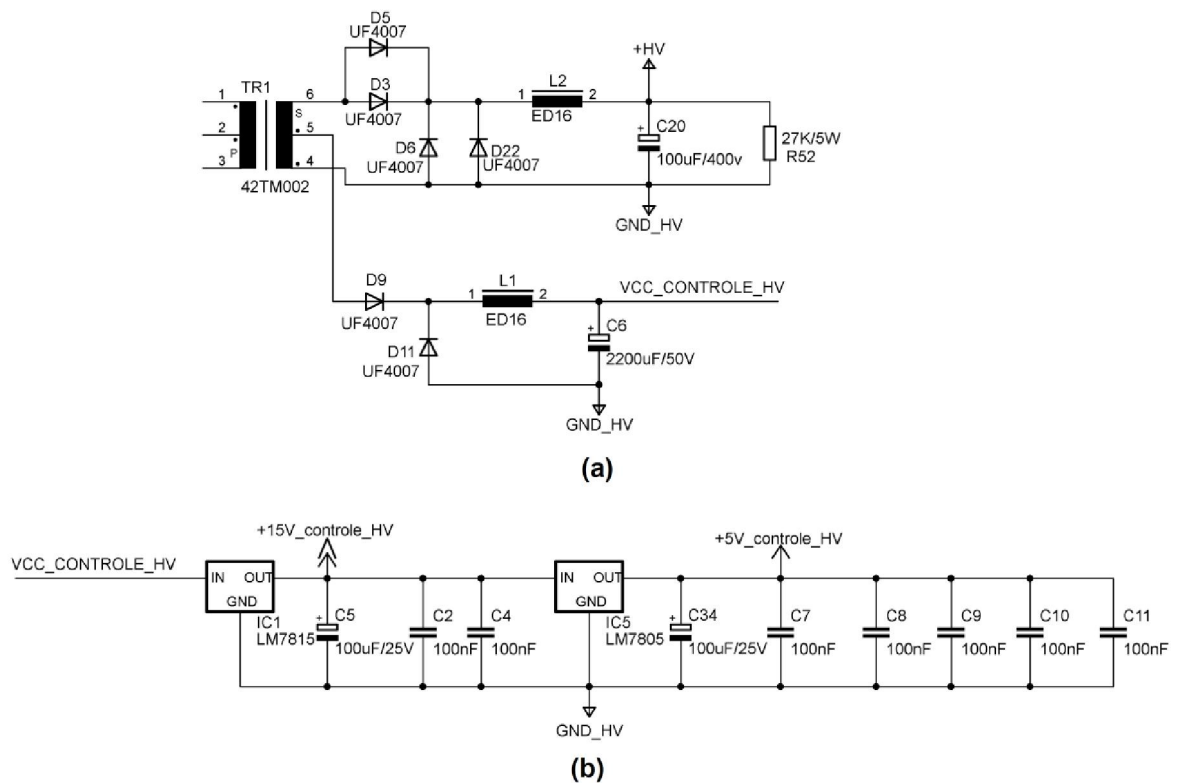 D5
UF4007
+HV
TR1
D3
L2
1
6
1
2
S
UF4007
ED16
C20
27K/5W
R52
2
5
+
P
D6
UF4007
D22
UF4007
100uF/400v
3
4
42TM002
GND_HV
D9
L1
VCC_CONTROLE_HV
1
2
UF4007
ED16
C6
+
2200uF/50V
D11
UF4007
GND_HV
(a)
+15V_controle_HV
+5V_controle_HV
VCC_CONTROLE_HV
IN OUT
GND
IN OUT
GND
IC1
LM7815
+
C5
100uF/25V
C2
100nF
C4
100nF
IC5
LM7805
+
C34
100uF/25V
C7
100nF
C8
100nF
C9
100nF
C10
100nF
C11
100nF
GND_HV
(b)